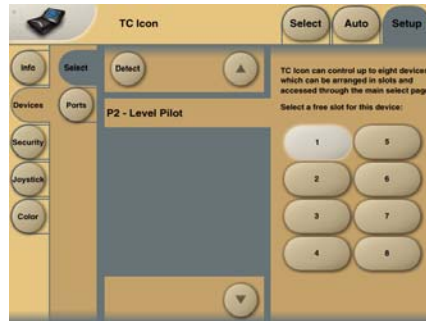 TC Icon
Select
Auto
Setup
Info
Devices
Security
Joystick
Color
Select
Ports
Detect
P2 - Level Pilot
TC Icon can control up to eight devices
which can be arranged in slots and
accessed through the main select page
Select a free slot for this device:
1
5
2
6
3
7
4
8